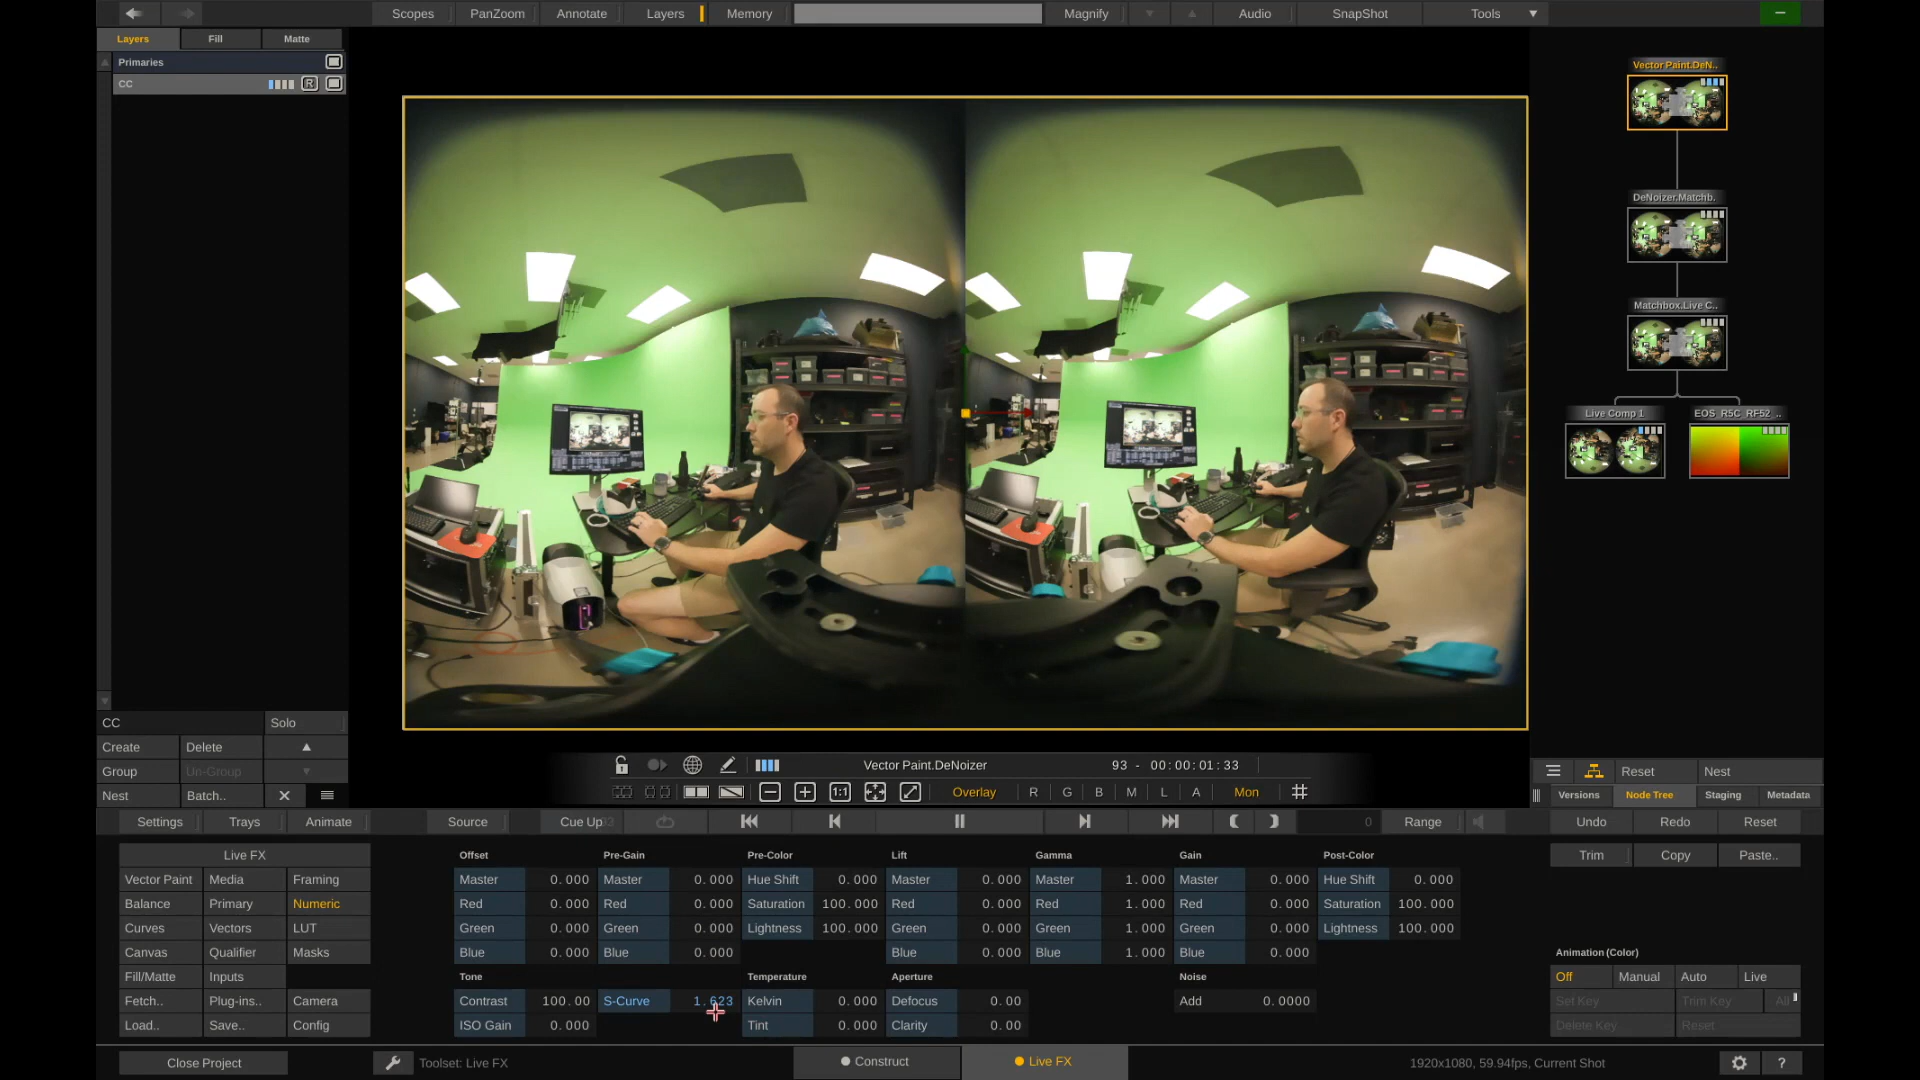 Scopes PanZoom Annotate Layers Memory Magnify Audio SnapShot Tools
Layers Fill Matte
Primaries
CC R
Vector Paint.DeN..
DeNoizer.Matchb.
Matchbox.Live C..
Live Comp 1 EOS_R5C_RF52_..
CC Solo
Create Delete
Group Un-Group
Nest Batch..
Vector Paint.DeNoizer 93 - 00:00:01:33
1:1 Overlay R G B M L A Mon
Reset Nest
Versions Node Tree Staging Metadata
Settings Trays Animate Source Cue Up 0 Range Undo Redo Reset
Live FX
Trim Copy Paste..
Vector Paint Media Framing
Balance Primary Numeric
Curves Vectors LUT
Canvas Qualifier Masks
Fill/Matte Inputs
Fetch.. Plug-ins.. Camera
Load.. Save.. Config
Offset Pre-Gain Pre-Color Lift Gamma Gain Post-Color
Master 0.000 Master 0.000 Hue Shift 0.000 Master 0.000 Master 1.000 Master 0.000 Hue Shift 0.000
Red 0.000 Red 0.000 Saturation 100.000 Red 0.000 Red 1.000 Red 0.000 Saturation 100.000
Green 0.000 Green 0.000 Lightness 100.000 Green 0.000 Green 1.000 Green 0.000 Lightness 100.000
Blue 0.000 Blue 0.000 Blue 0.000 Blue 1.000 Blue 0.000
Tone Temperature Aperture Noise
Contrast 100.00 S-Curve 1.623 Kelvin 0.000 Defocus 0.00 Add 0.0000
ISO Gain 0.000 Tint 0.000 Clarity 0.00
Animation (Color)
Off Manual Auto Live
Set Key Trim Key All
Delete Key Reset
Close Project Toolset: Live FX Construct Live FX 1920x1080, 59.94fps, Current Shot ?